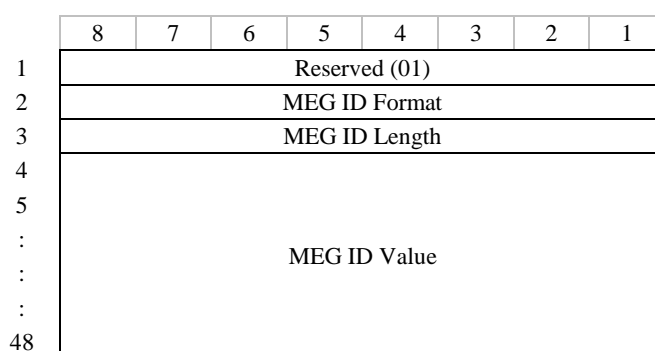 8 7 6 5 4 3 2 1
1 Reserved (01)
2 MEG ID Format
3 MEG ID Length
4
5
:
: MEG ID Value
:
48